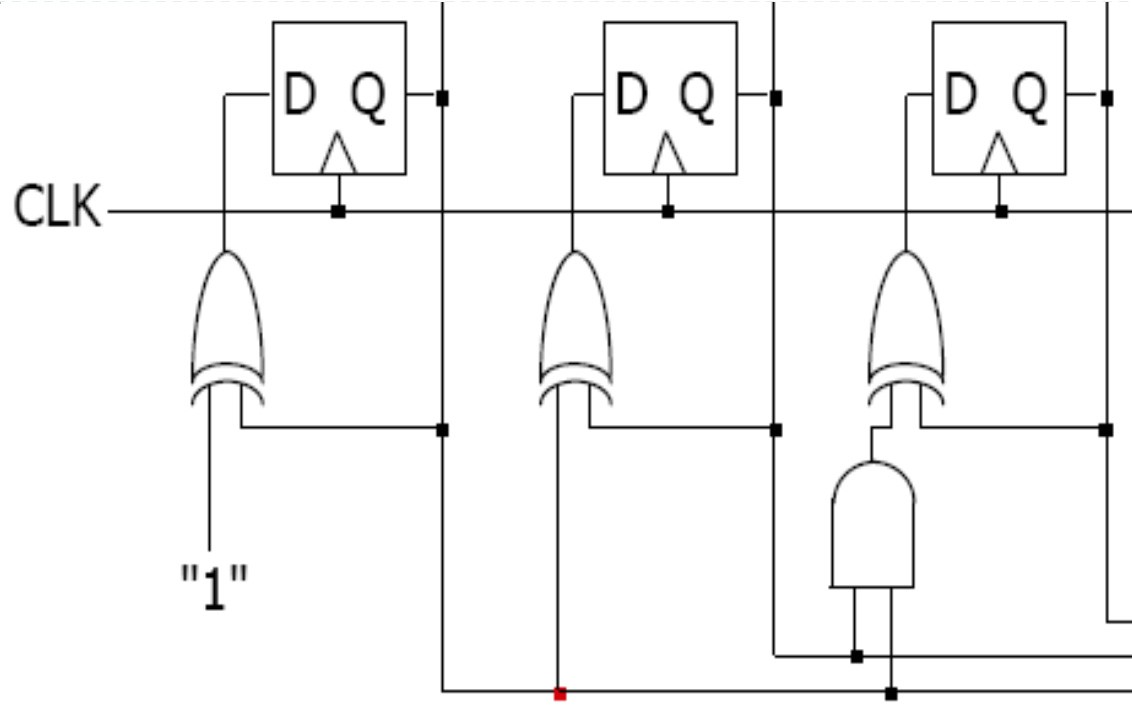 D Q D Q D Q
CLK
"1"